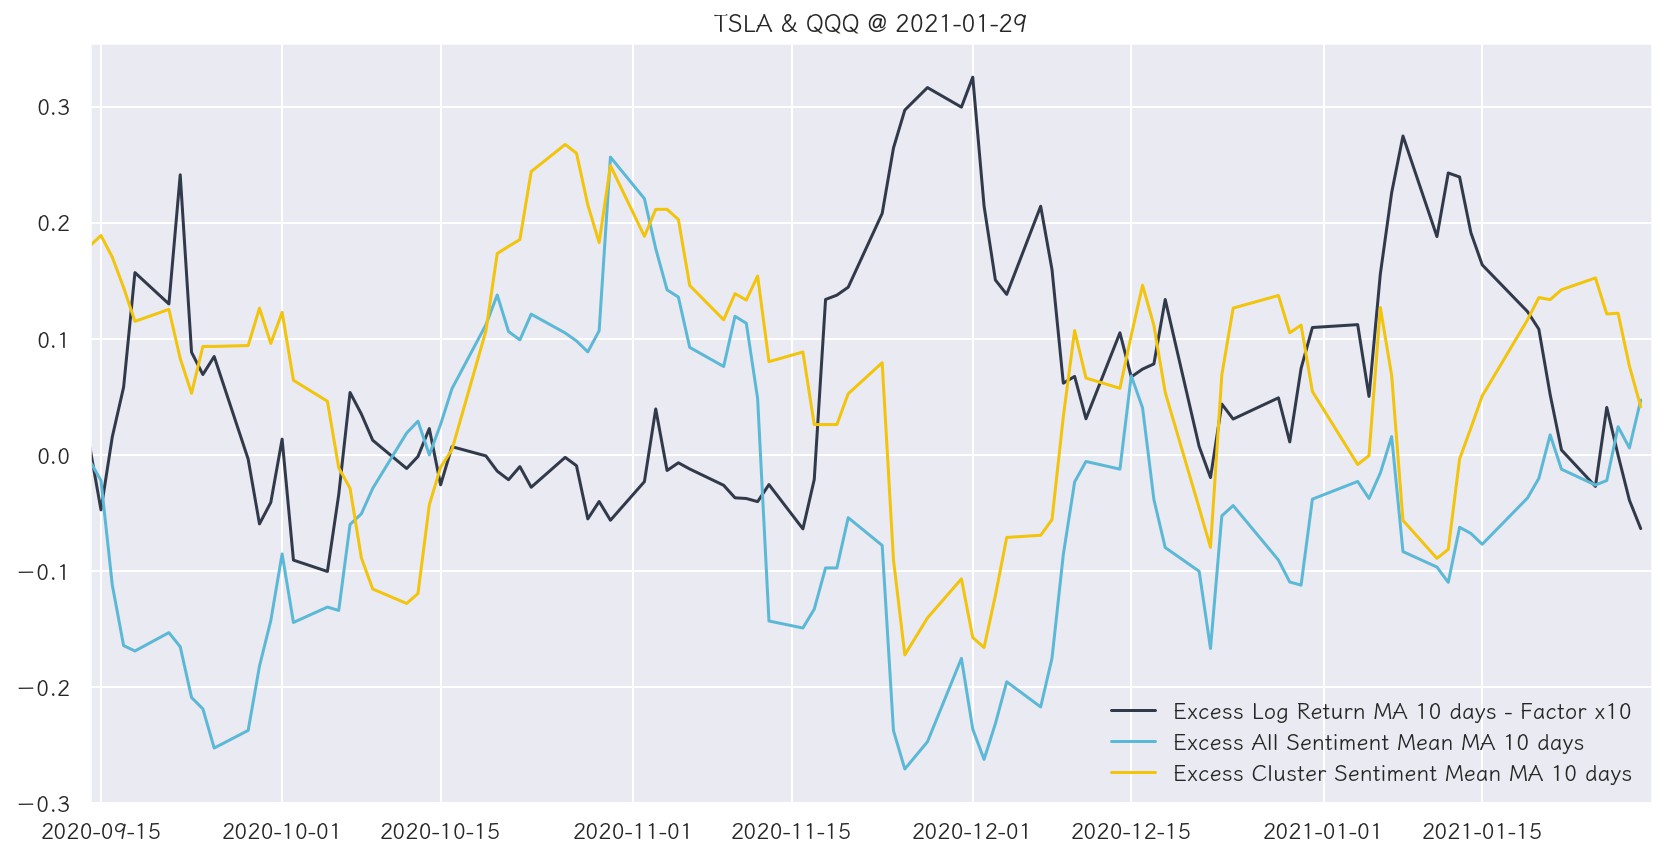 TSLA & QQQ @ 2021-01-29
0.3
0.2
0.1
0.0
−0.1
−0.2
−0.3
Excess Log Return MA 10 days - Factor x10
Excess All Sentiment Mean MA 10 days
Excess Cluster Sentiment Mean MA 10 days
2020-09-15 2020-10-01 2020-10-15 2020-11-01 2020-11-15 2020-12-01 2020-12-15 2021-01-01 2021-01-15